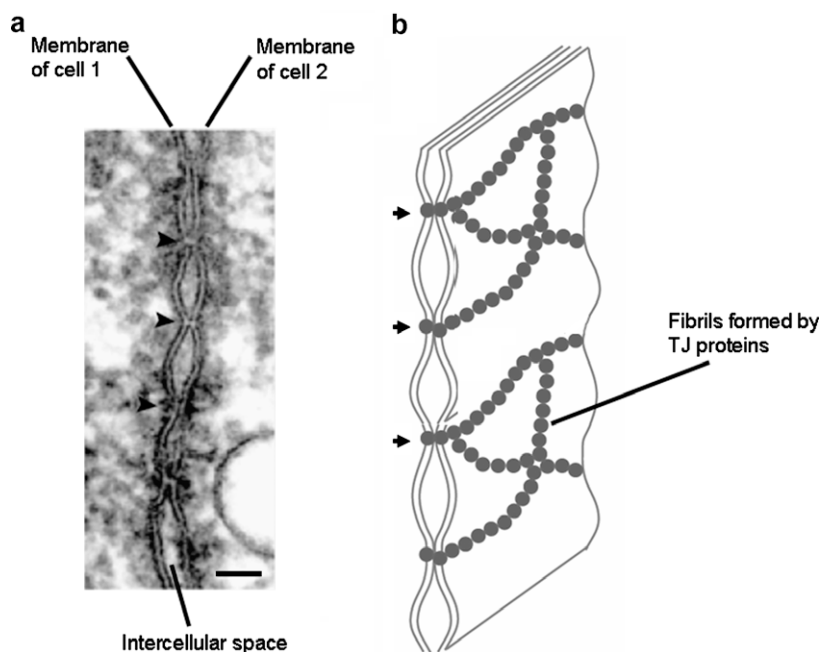 a
Membrane
of cell 1
Membrane
of cell 2
Intercellular space
b
Fibrils formed by
TJ proteins